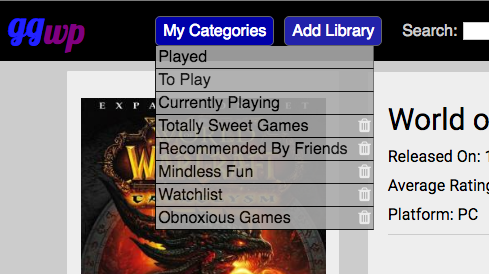 ggwp
My Categories
Add Library
Search:
Played
To Play
Currently Playing
Totally Sweet Games
Recommended By Friends
Mindless Fun
Watchlist
Obnoxious Games
EXPA
ET
World o
Released On: 1
Average Rating
Platform: PC